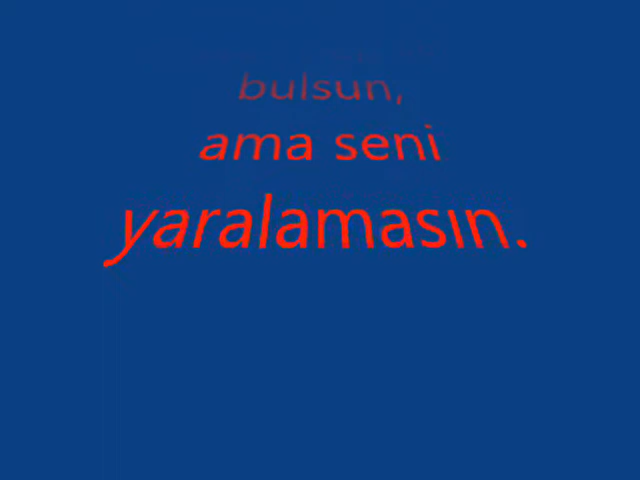 bulsun,
ama seni
yaralamasın.